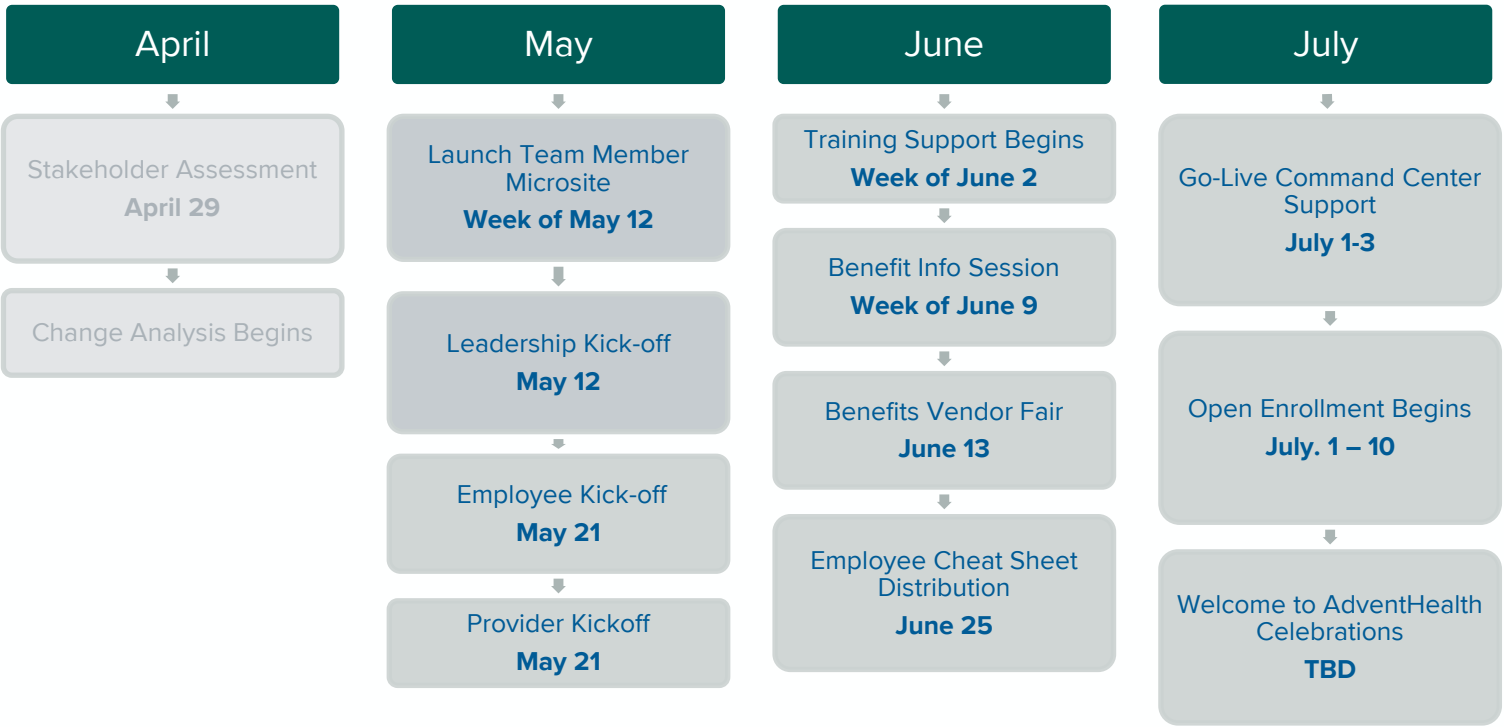 April
Stakeholder Assessment
April 29
Change Analysis Begins
May
Launch Team Member
Microsite
Week of May 12
Leadership Kick-off
May 12
Employee Kick-off
May 21
Provider Kickoff
May 21
June
Training Support Begins
Week of June 2
Benefit Info Session
Week of June 9
Benefits Vendor Fair
June 13
Employee Cheat Sheet
Distribution
June 25
July
Go-Live Command Center
Support
July 1-3
Open Enrollment Begins
July. 1 – 10
Welcome to AdventHealth
Celebrations
TBD